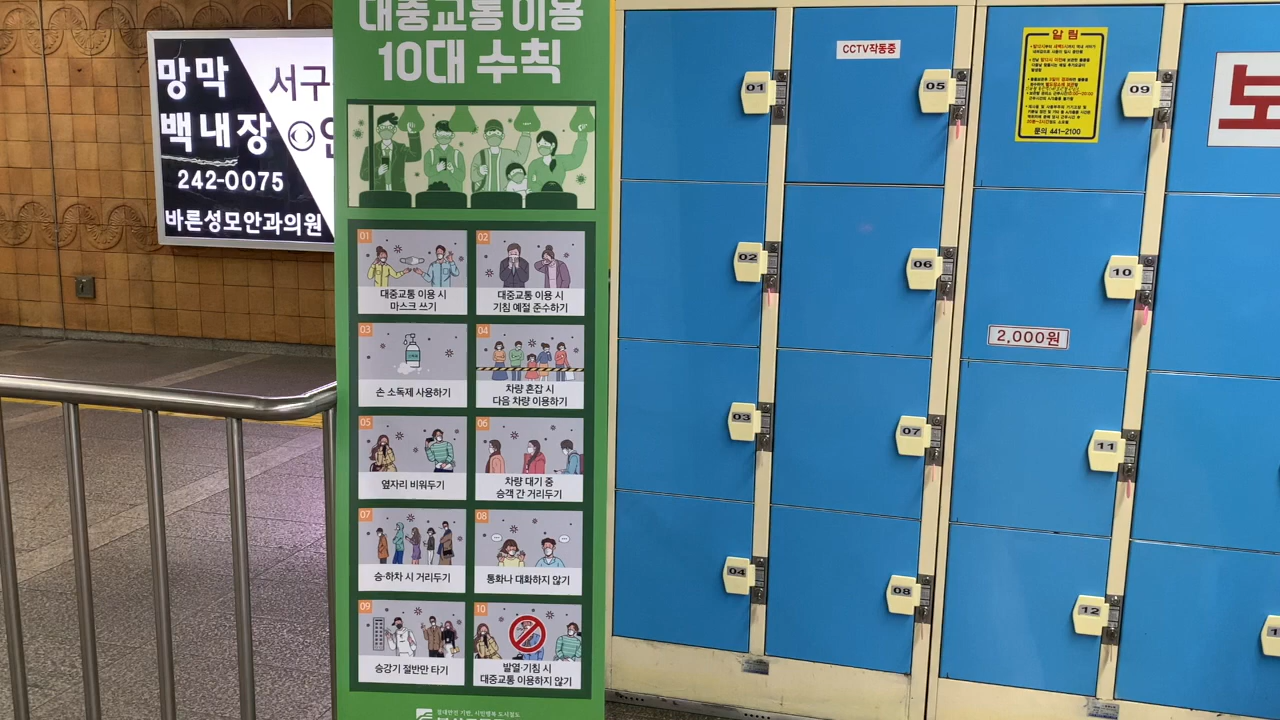 망막
백내장
242-0075
바른성모안과의원
서구
대중교통 이용
10대 수칙
01
대중교통 이용 시
마스크 쓰기
02
대중교통 이용 시
기침 예절 준수하기
03
손 소독제 사용하기
04
차량 혼잡 시
다음 차량 이용하기
05
옆자리 비워두기
06
차량 대기 중
승객 간 거리두기
07
승·하차 시 거리두기
08
통화나 대화하지 않기
09
승강기 절반만 타기
10
발열·기침 시
대중교통 이용하지 않기
01
02
03
04
CCTV작동중
05
06
07
08
알 림
문의 441-2100
09
10
2,000원
11
12
보